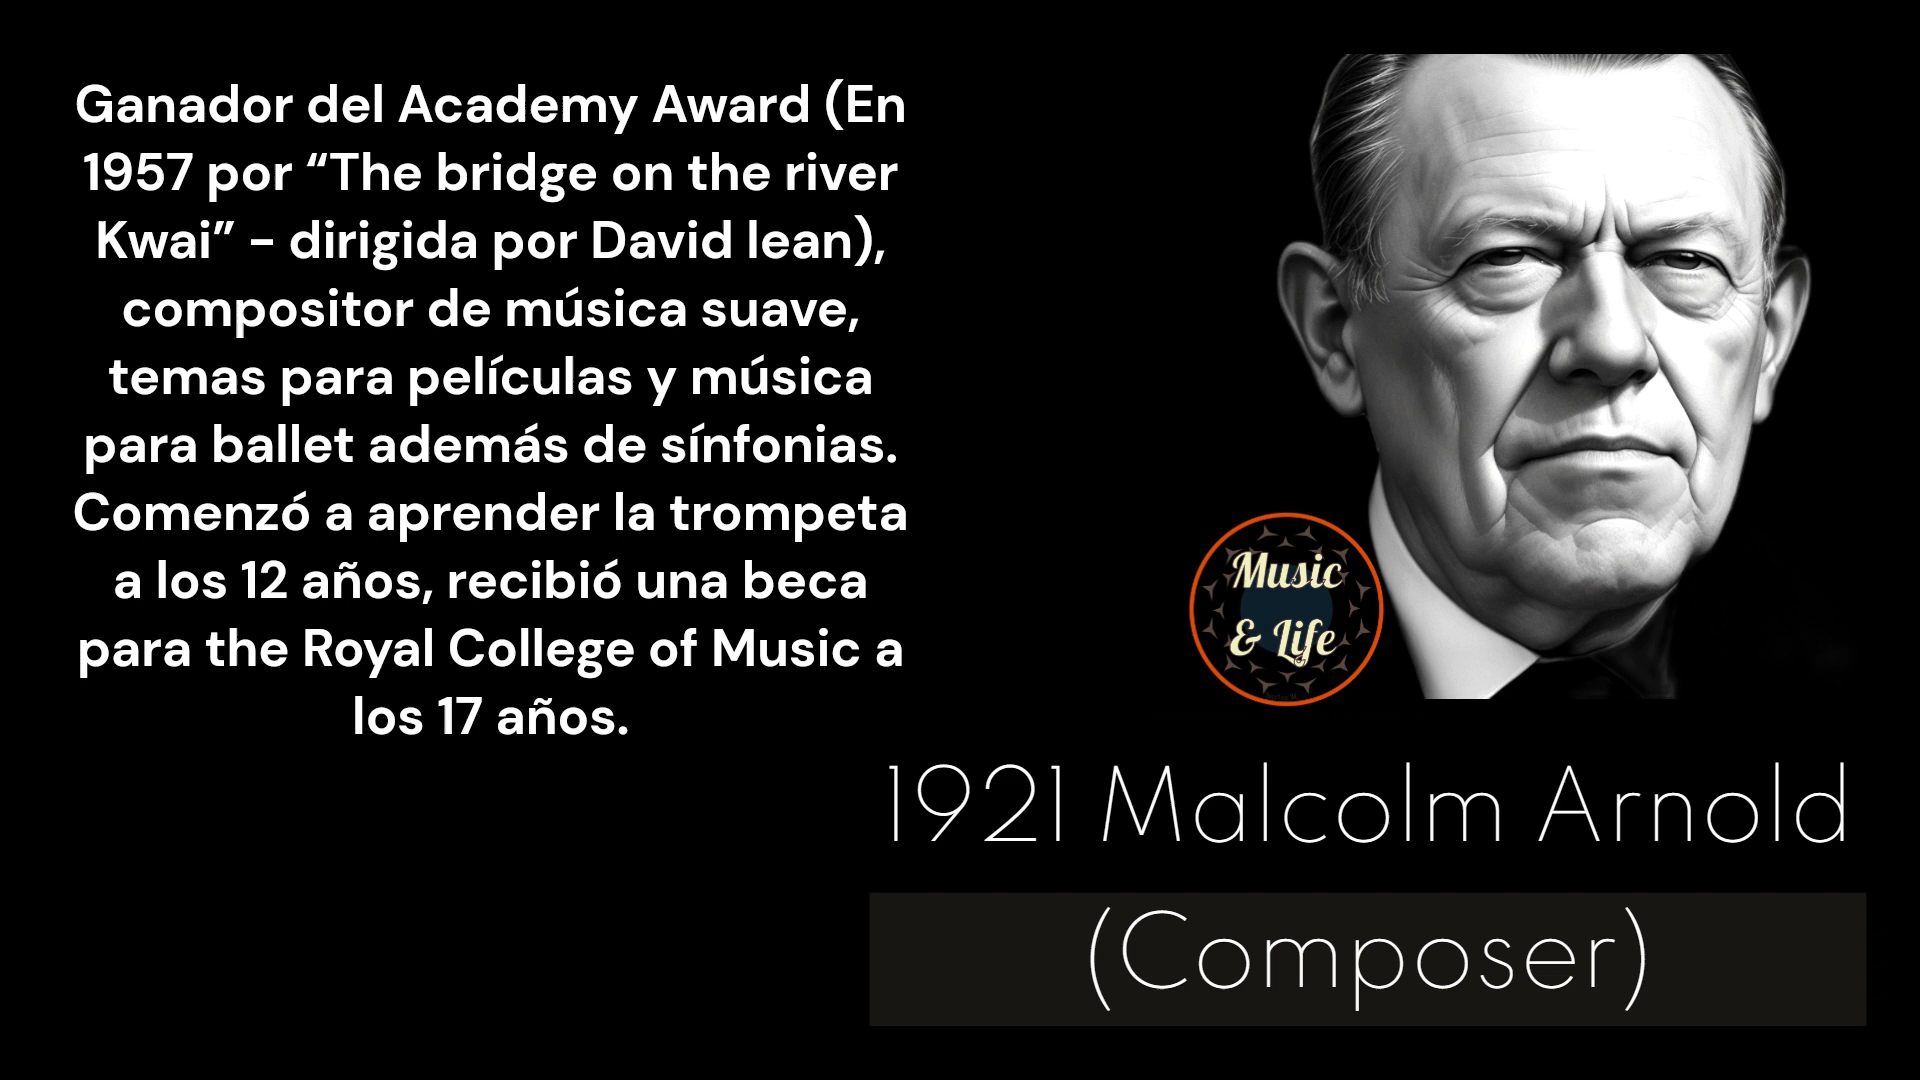 Ganador del Academy Award (En
1957 por “The bridge on the river
Kwai” - dirigida por David lean),
compositor de música suave,
temas para películas y música
para ballet además de sínfonias.
Comenzó a aprender la trompeta
a los 12 años, recibió una beca
para the Royal College of Music a
los 17 años.
Music
& Life
1921 Malcolm Arnold
(Composer)